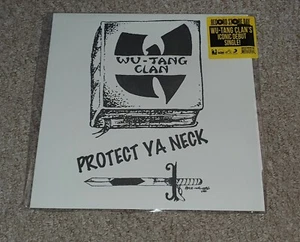 WU-TANG
CLAN
WU-TANG CLAN'S
ICONIC DEBUT
SINGLE!
PROTECT YA NECK